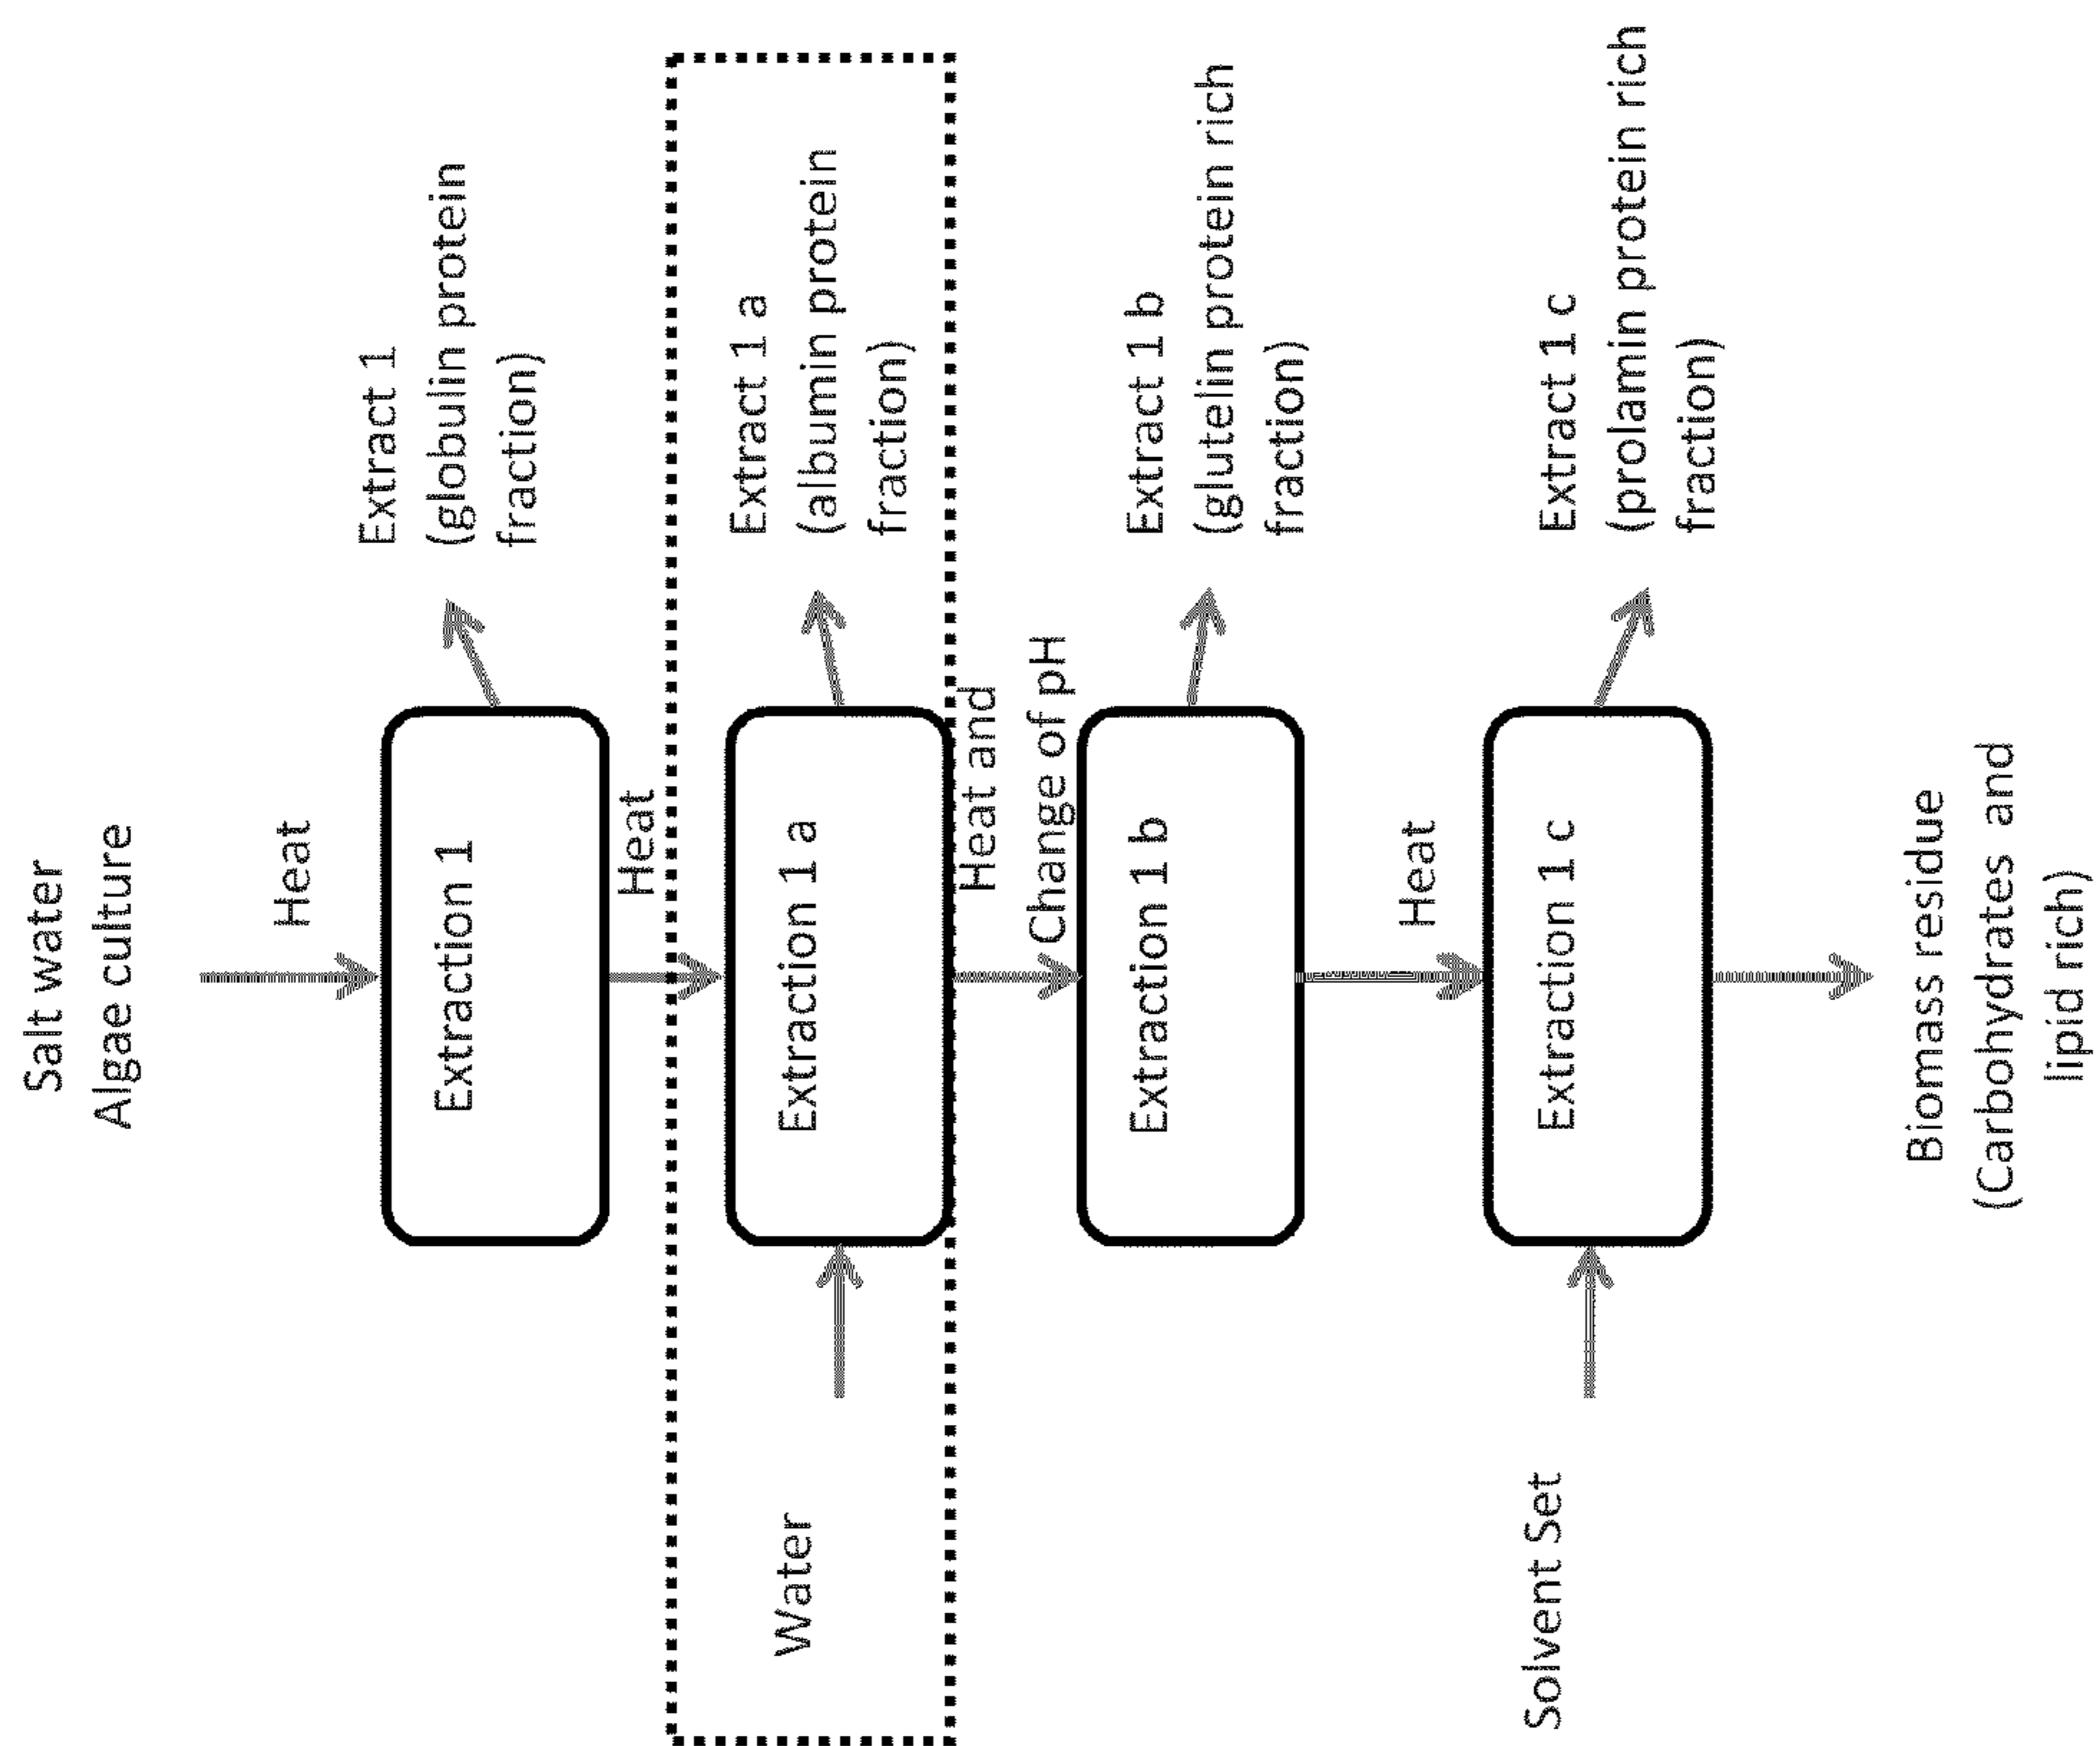 Salt water
Algae culture
Heat
Extraction 1
Extract 1
(globulin protein
fraction)
Heat
Water
Extraction 1 a
Extract 1 a
(albumin protein
fraction)
Heat and
Change of pH
Extraction 1 b
Extract 1 b
(glutelin protein rich
fraction)
Heat
Solvent Set
Extraction 1 c
Extract 1 c
(prolamin protein rich
fraction)
Biomass residue
(Carbohydrates and
lipid rich)